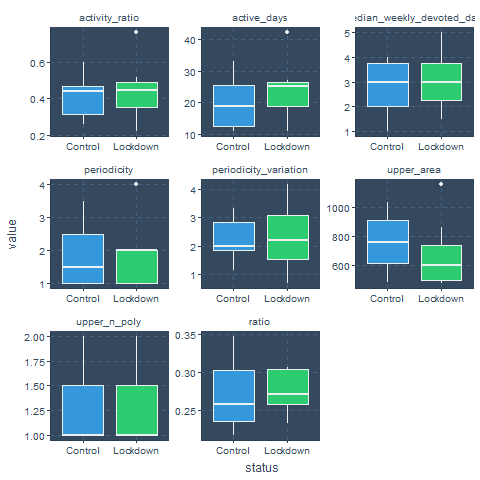 activity_ratio
active_days
edian_weekly_devoted_da
0.2
0.4
0.6
10
20
30
40
1
2
3
4
5
Control
Lockdown
Control
Lockdown
Control
Lockdown
periodicity
periodicity_variation
upper_area
1
2
3
4
1
2
3
4
600
800
1000
Control
Lockdown
Control
Lockdown
Control
Lockdown
upper_n_poly
ratio
1.00
1.25
1.50
1.75
2.00
0.25
0.30
0.35
Control
Lockdown
Control
Lockdown
value
status